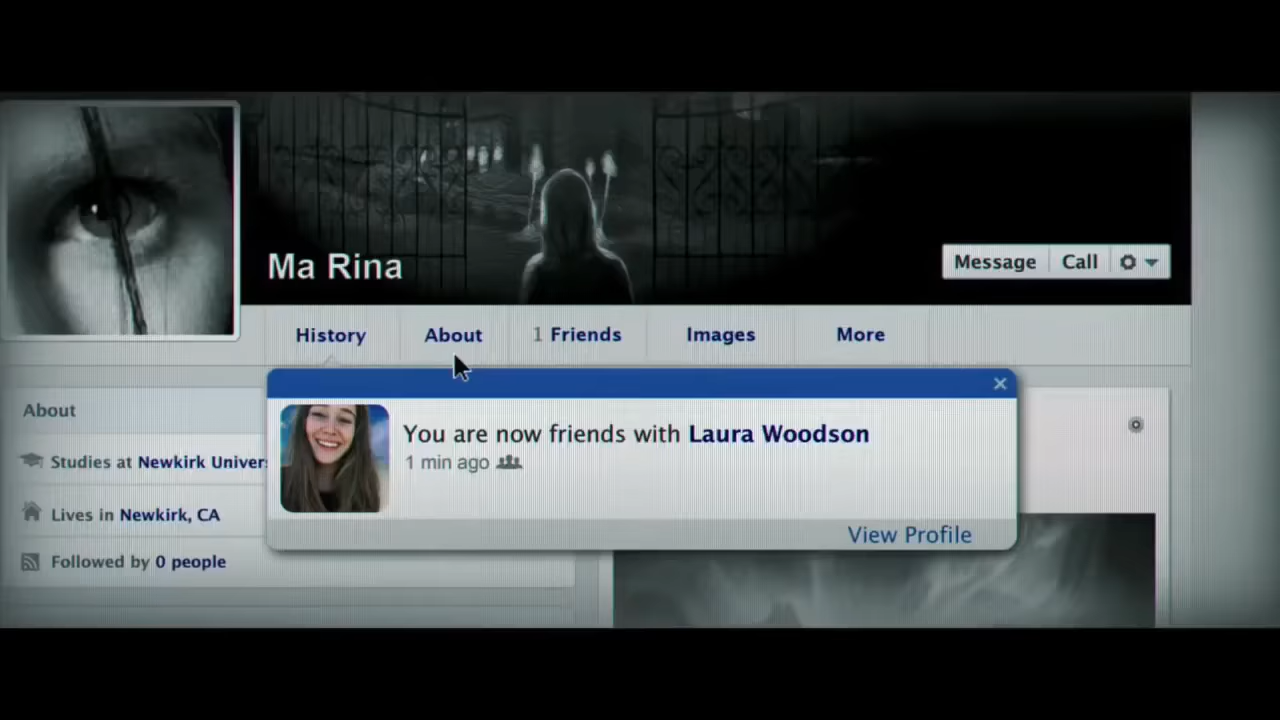 Ma Rina
Message Call
History About 1 Friends Images More
You are now friends with Laura Woodson
1 min ago
View Profile
About
Studies at Newkirk Univer
Lives in Newkirk, CA
Followed by 0 people